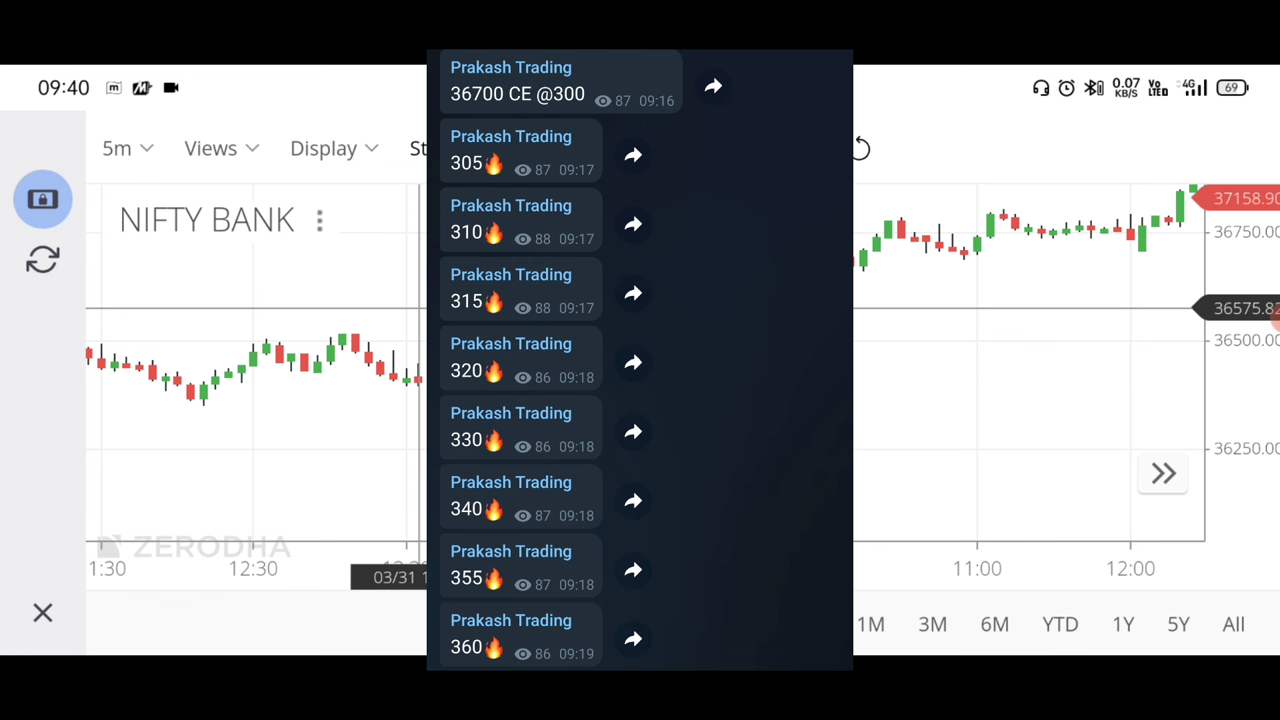 09:40
0.07
KB/S
Vo
LTE
4G
69
5m Views Display
NIFTY BANK
Prakash Trading
36700 CE @300 87 09:16
Prakash Trading
305🔥 87 09:17
Prakash Trading
310🔥 88 09:17
Prakash Trading
315🔥 88 09:17
Prakash Trading
320🔥 86 09:18
Prakash Trading
330🔥 86 09:18
Prakash Trading
340🔥 87 09:18
Prakash Trading
355🔥 87 09:18
Prakash Trading
360🔥 86 09:19
37158.90
36750.00
36575.82
36500.00
36250.00
ZERODHA
1:30 12:30
03/31 1
11:00 12:00
1M 3M 6M YTD 1Y 5Y All